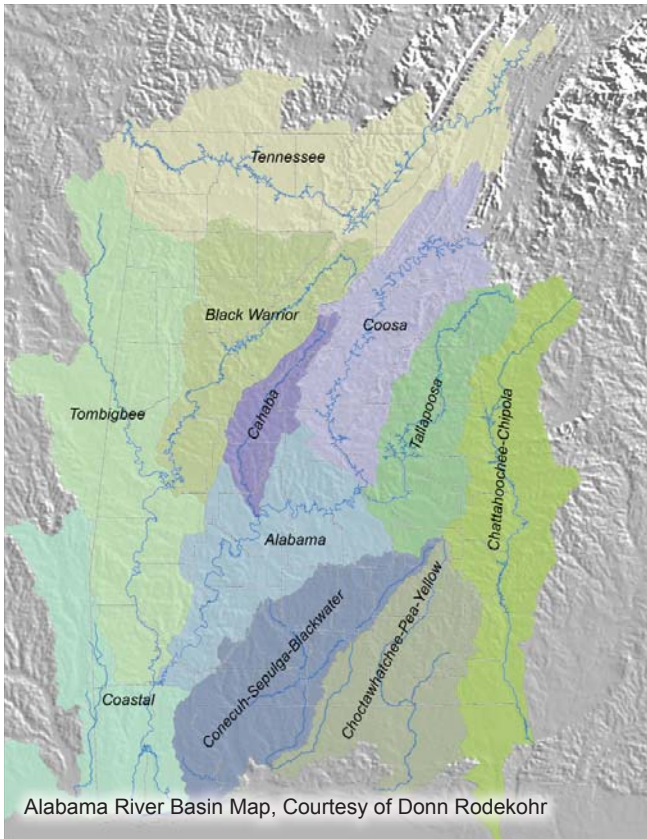 Tennessee
Black Warrior
Coosa
Cahaba
Tallapoosa
Tombigbee
Chattahoochee-Chipola
Alabama
Conecuh-Sepulga-Blackwater
Choctawhatchee-Pea-Yellow
Coastal
Alabama River Basin Map, Courtesy of Donn Rodekohr